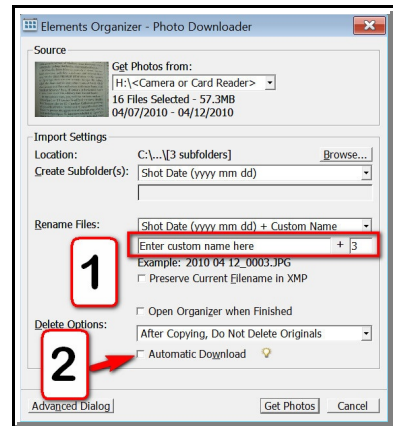 Elements Organizer - Photo Downloader
Source
Get Photos from:
H:\<Camera or Card Reader>
16 Files Selected - 57.3MB
04/07/2010 - 04/12/2010
Import Settings
Location: C:\...\[3 subfolders] Browse...
Create Subfolder(s): Shot Date (yyyy mm dd)
Rename Files: Shot Date (yyyy mm dd) + Custom Name
Enter custom name here + 3
1
Example: 2010 04 12_0003.JPG
Preserve Current Filename in XMP
Open Organizer when Finished
Delete Options:
After Copying, Do Not Delete Originals
2
Automatic Download
Advanced Dialog Get Photos Cancel